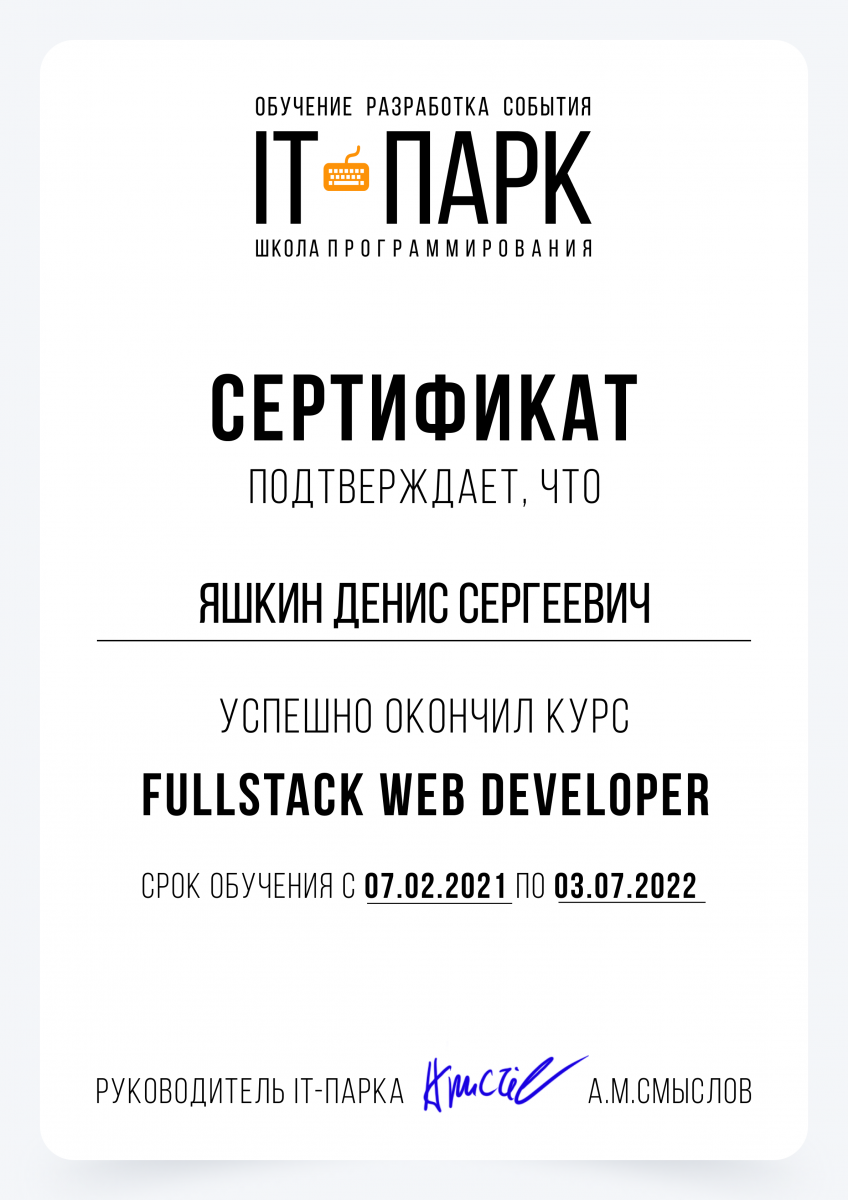 ОБУЧЕНИЕ РАЗРАБОТКА СОБЫТИЯ
IT ПАРК
ШКОЛА ПРОГРАММИРОВАНИЯ
СЕРТИФИКАТ
ПОДТВЕРЖДАЕТ, ЧТО
ЯШКИН ДЕНИС СЕРГЕЕВИЧ
УСПЕШНО ОКОНЧИЛ КУРС
FULLSTACK WEB DEVELOPER
СРОК ОБУЧЕНИЯ С 07.02.2021 ПО 03.07.2022
РУКОВОДИТЕЛЬ IT-ПАРКА А.М.СМЫСЛОВ